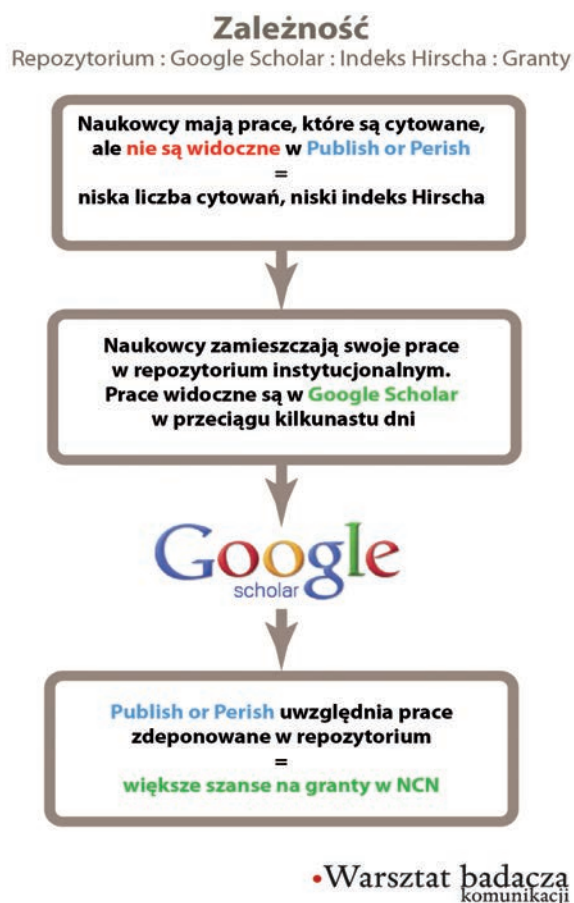 Zależność
Repozytorium : Google Scholar : Indeks Hirscha : Granty
Naukowcy mają prace, które są cytowane,
ale nie są widoczne w Publish or Perish
=
niska liczba cytowań, niski indeks Hirscha
Naukowcy zamieszczają swoje prace
w repozytorium instytucjonalnym.
Prace widoczne są w Google Scholar
w przeciągu kilkunastu dni
Google
scholar
Publish or Perish uwzględnia prace
zdeponowane w repozytorium
=
większe szanse na granty w NCN
•Warsztat badacza
komunikacji